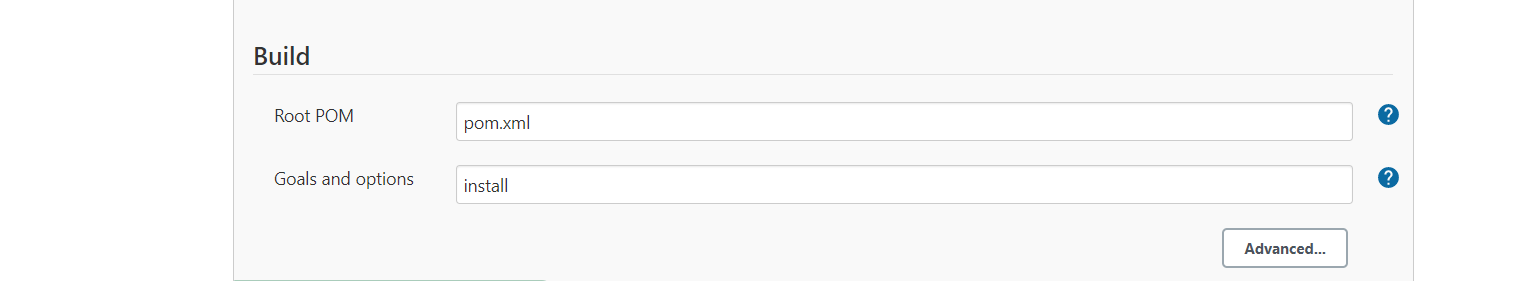 Build
Root POM
pom.xml
?
Goals and options
install
?
Advanced...